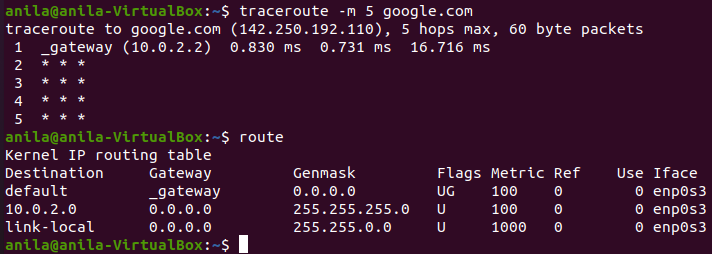 anila@anila-VirtualBox:~$ traceroute -m 5 google.com
traceroute to google.com (142.250.192.110), 5 hops max, 60 byte packets
 1  _gateway (10.0.2.2)  0.830 ms  0.731 ms  16.716 ms
 2  * * *
 3  * * *
 4  * * *
 5  * * *
anila@anila-VirtualBox:~$ route
Kernel IP routing table
Destination     Gateway         Genmask         Flags Metric Ref    Use Iface
default         _gateway        0.0.0.0         UG    100    0        0 enp0s3
10.0.2.0        0.0.0.0         255.255.255.0   U     100    0        0 enp0s3
link-local      0.0.0.0         255.255.0.0     U     1000   0        0 enp0s3
anila@anila-VirtualBox:~$